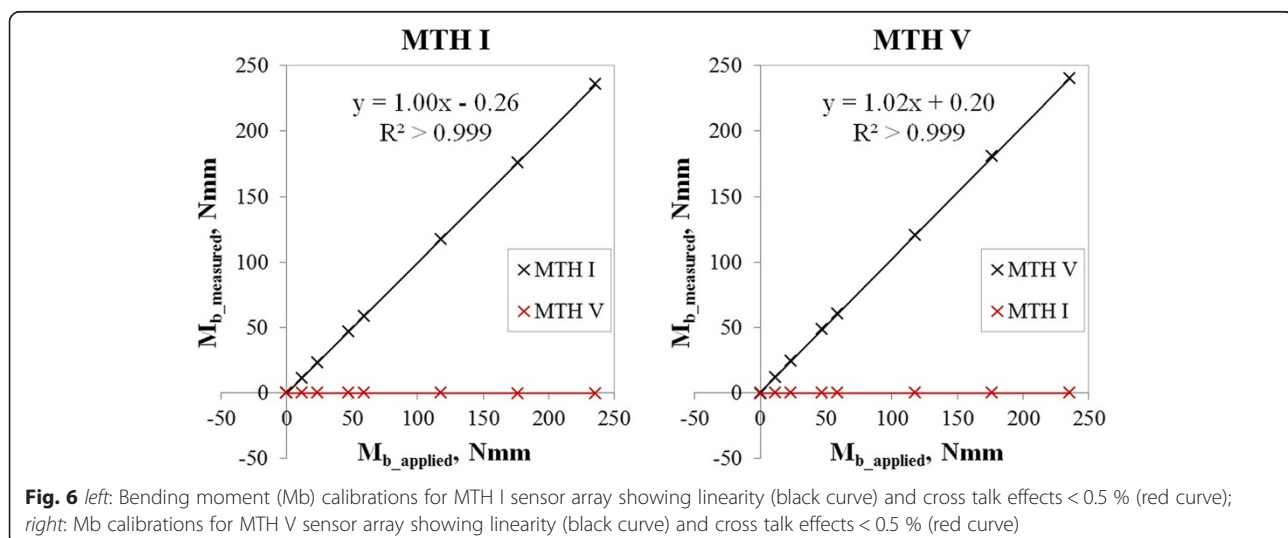 MTH I
250
200
150
100
50
0
-50
-50
0
50
100
150
200
250
y = 1.00x - 0.26
R² > 0.999
× MTH I
× MTH V
M_b_measured, Nmm
M_b_applied, Nmm
MTH V
250
200
150
100
50
0
-50
-50
0
50
100
150
200
250
y = 1.02x + 0.20
R² > 0.999
× MTH V
× MTH I
M_b_measured, Nmm
M_b_applied, Nmm
Fig. 6 left: Bending moment (Mb) calibrations for MTH I sensor array showing linearity (black curve) and cross talk effects < 0.5 % (red curve);
right: Mb calibrations for MTH V sensor array showing linearity (black curve) and cross talk effects < 0.5 % (red curve)